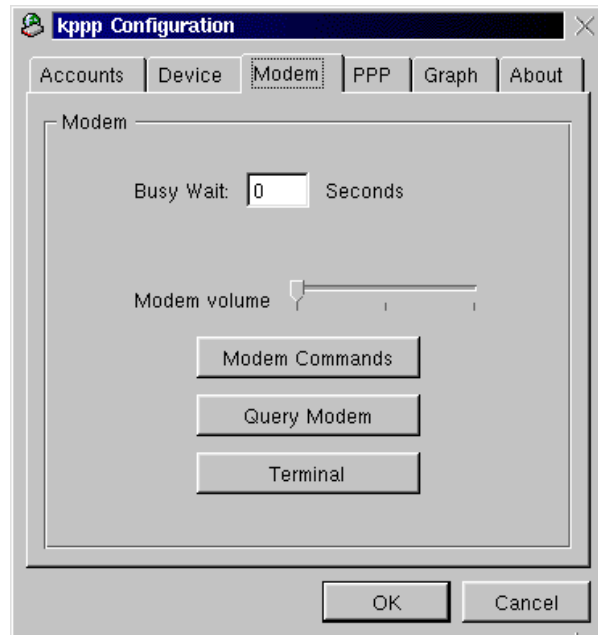 kppp Configuration
Accounts Device Modem PPP Graph About
Modem
Busy Wait: 0 Seconds
Modem volume
Modem Commands
Query Modem
Terminal
OK Cancel